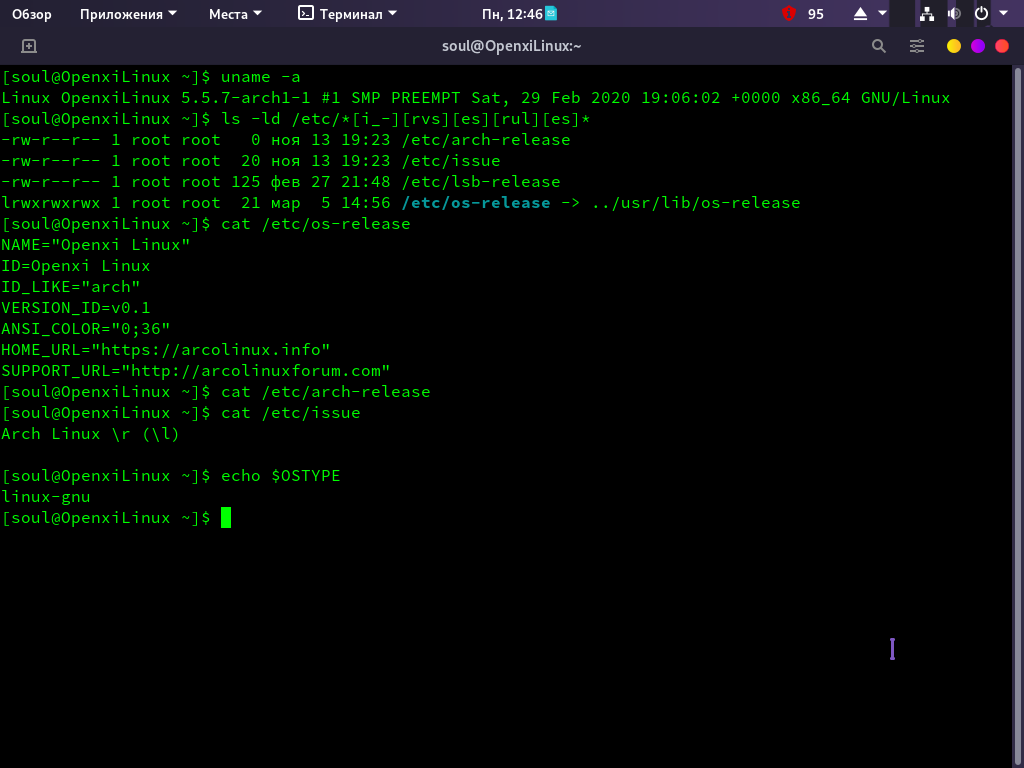 Обзор Приложения Места Терминал Пн, 12:46 95
soul@OpenxiLinux:~
[soul@OpenxiLinux ~]$ uname -a
Linux OpenxiLinux 5.5.7-arch1-1 #1 SMP PREEMPT Sat, 29 Feb 2020 19:06:02 +0000 x86_64 GNU/Linux
[soul@OpenxiLinux ~]$ ls -ld /etc/*[i_-][rvs][es][rul][es]*
-rw-r--r-- 1 root root   0 ноя 13 19:23 /etc/arch-release
-rw-r--r-- 1 root root  20 ноя 13 19:23 /etc/issue
-rw-r--r-- 1 root root 125 фев 27 21:48 /etc/lsb-release
lrwxrwxrwx 1 root root  21 мар  5 14:56 /etc/os-release -> ../usr/lib/os-release
[soul@OpenxiLinux ~]$ cat /etc/os-release
NAME="Openxi Linux"
ID=Openxi Linux
ID_LIKE="arch"
VERSION_ID=v0.1
ANSI_COLOR="0;36"
HOME_URL="https://arcolinux.info"
SUPPORT_URL="http://arcolinuxforum.com"
[soul@OpenxiLinux ~]$ cat /etc/arch-release
[soul@OpenxiLinux ~]$ cat /etc/issue
Arch Linux \r (\l)
[soul@OpenxiLinux ~]$ echo $OSTYPE
linux-gnu
[soul@OpenxiLinux ~]$